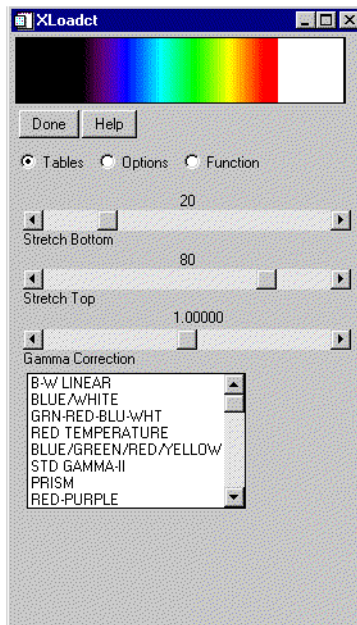 XLoadct
Done Help
Tables Options Function
20
Stretch Bottom
80
Stretch Top
1.00000
Gamma Correction
B-W LINEAR
BLUE/WHITE
GRN-RED-BLU-WHT
RED TEMPERATURE
BLUE/GREEN/RED/YELLOW
STD GAMMA-II
PRISM
RED-PURPLE